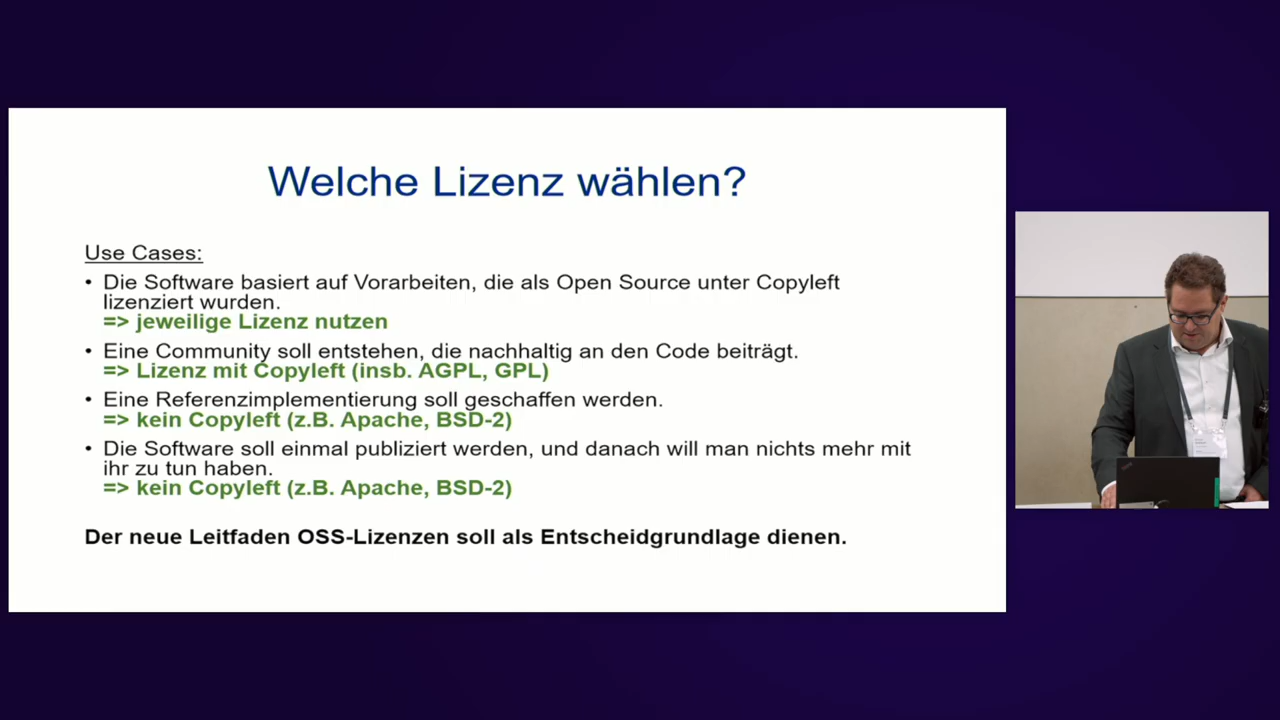 Welche Lizenz wählen?
Use Cases:
• Die Software basiert auf Vorarbeiten, die als Open Source unter Copyleft
lizenziert wurden.
=> jeweilige Lizenz nutzen
• Eine Community soll entstehen, die nachhaltig an den Code beiträgt.
=> Lizenz mit Copyleft (insb. AGPL, GPL)
• Eine Referenzimplementierung soll geschaffen werden.
=> kein Copyleft (z.B. Apache, BSD-2)
• Die Software soll einmal publiziert werden, und danach will man nichts mehr mit
ihr zu tun haben.
=> kein Copyleft (z.B. Apache, BSD-2)
Der neue Leitfaden OSS-Lizenzen soll als Entscheidgrundlage dienen.